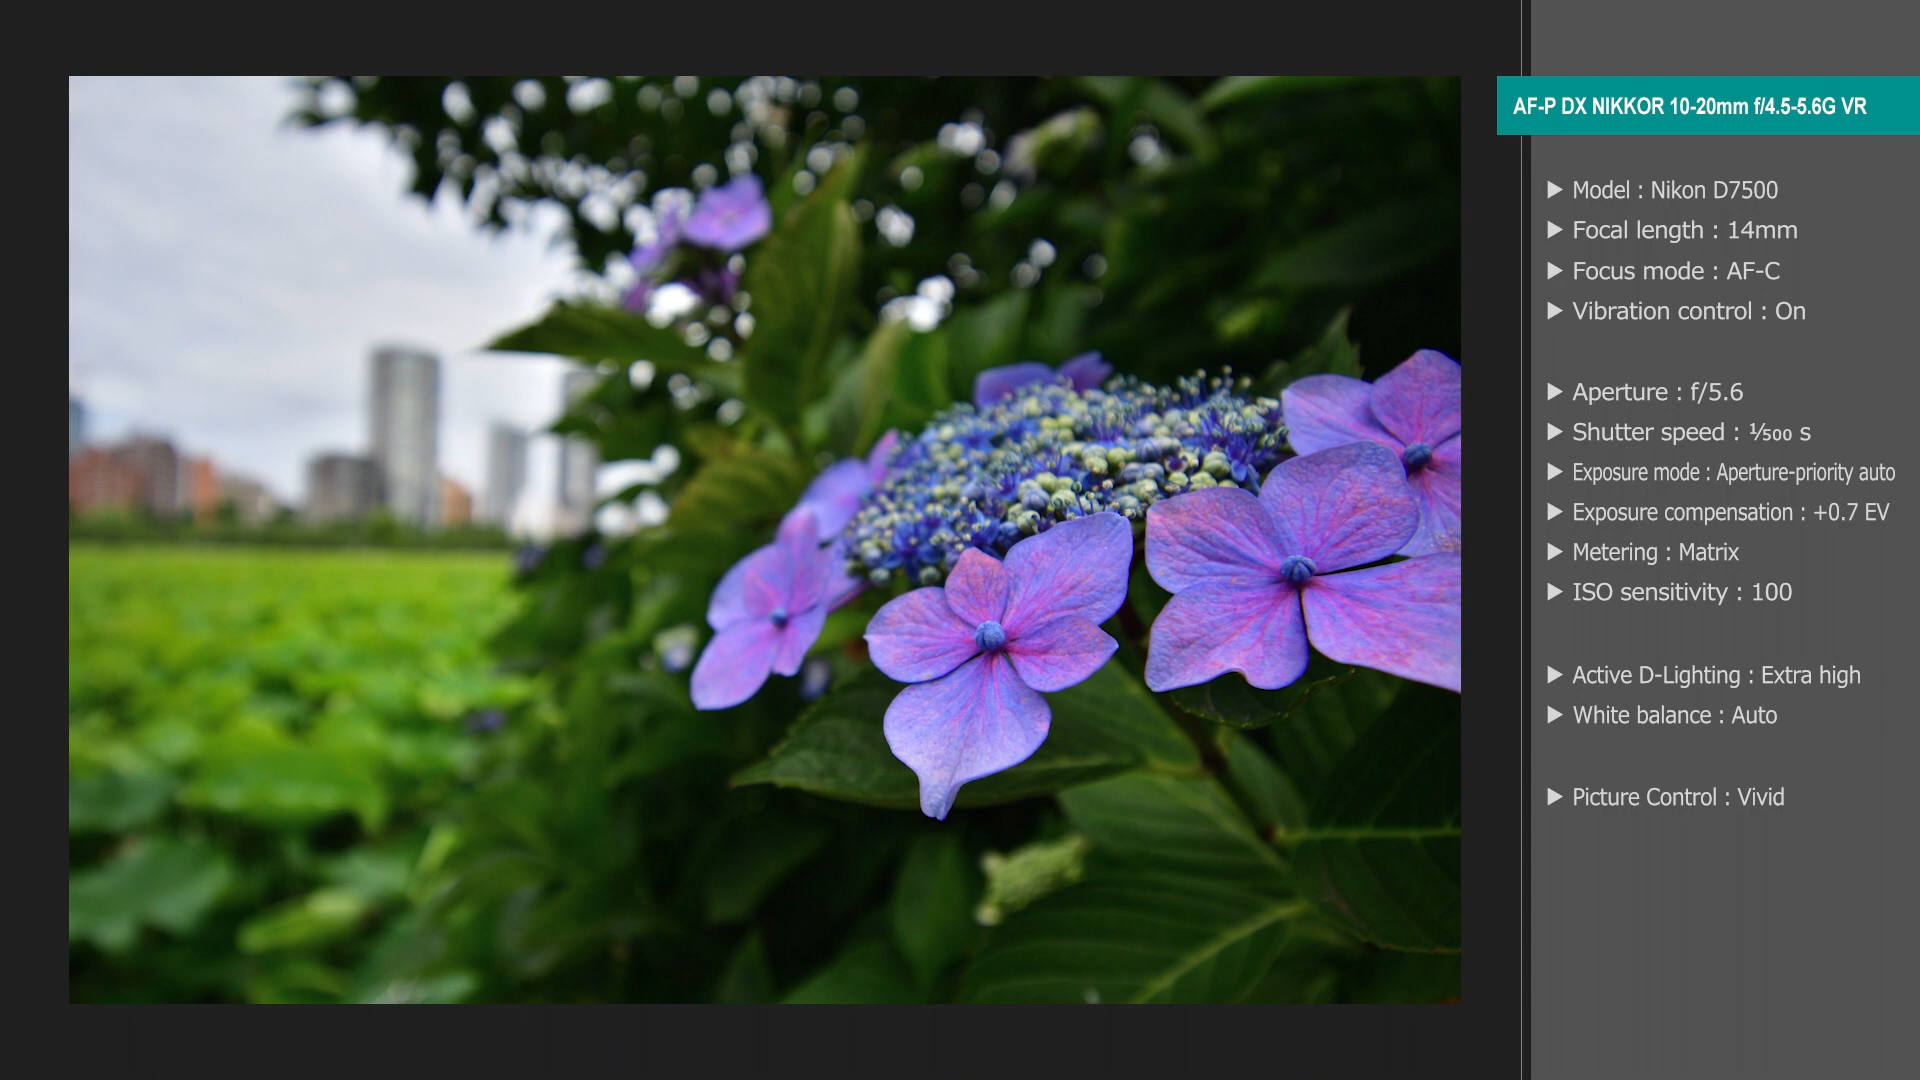 AF-P DX NIKKOR 10-20mm f/4.5-5.6G VR
▶ Model : Nikon D7500
▶ Focal length : 14mm
▶ Focus mode : AF-C
▶ Vibration control : On
▶ Aperture : f/5.6
▶ Shutter speed : ¹⁄₅₀₀ s
▶ Exposure mode : Aperture-priority auto
▶ Exposure compensation : +0.7 EV
▶ Metering : Matrix
▶ ISO sensitivity : 100
▶ Active D-Lighting : Extra high
▶ White balance : Auto
▶ Picture Control : Vivid